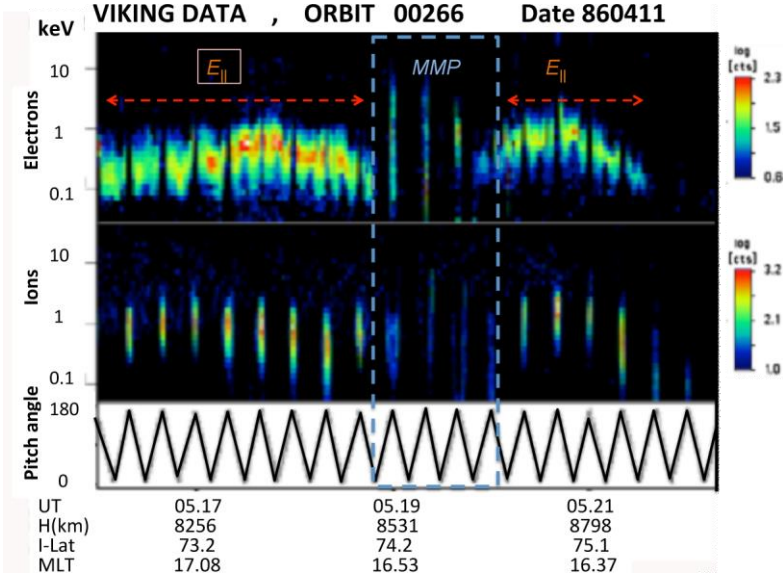 VIKING DATA , ORBIT 00266 Date 860411
keV
log
[cts]
E|| MMP E||
10
2.3
Electrons
1
1.5
0.1
0.6
log
[cts]
10
3.2
Ions
1
2.1
0.1
1.0
180
Pitch angle
0
UT 05.17 05.19 05.21
H(km) 8256 8531 8798
I-Lat 73.2 74.2 75.1
MLT 17.08 16.53 16.37